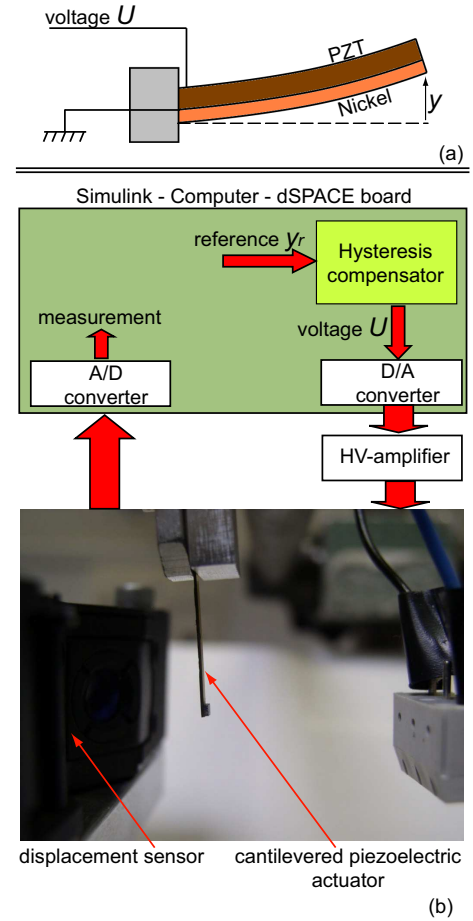 voltage U
PZT
Nickel
y
(a)
Simulink - Computer - dSPACE board
reference yr
Hysteresis
compensator
measurement
voltage U
A/D
converter
D/A
converter
HV-amplifier
displacement sensor
cantilevered piezoelectric
actuator
(b)